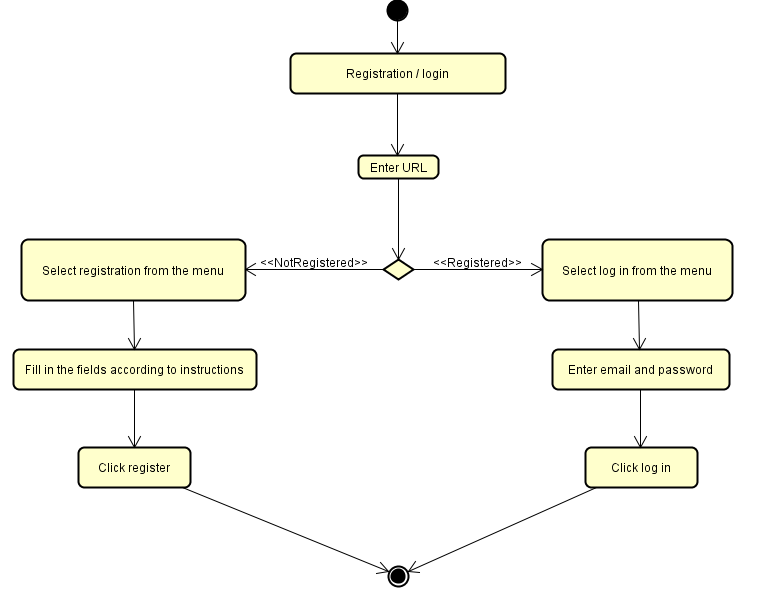 Registration / login
Enter URL
<<NotRegistered>>
<<Registered>>
Select registration from the menu
Select log in from the menu
Fill in the fields according to instructions
Enter email and password
Click register
Click log in